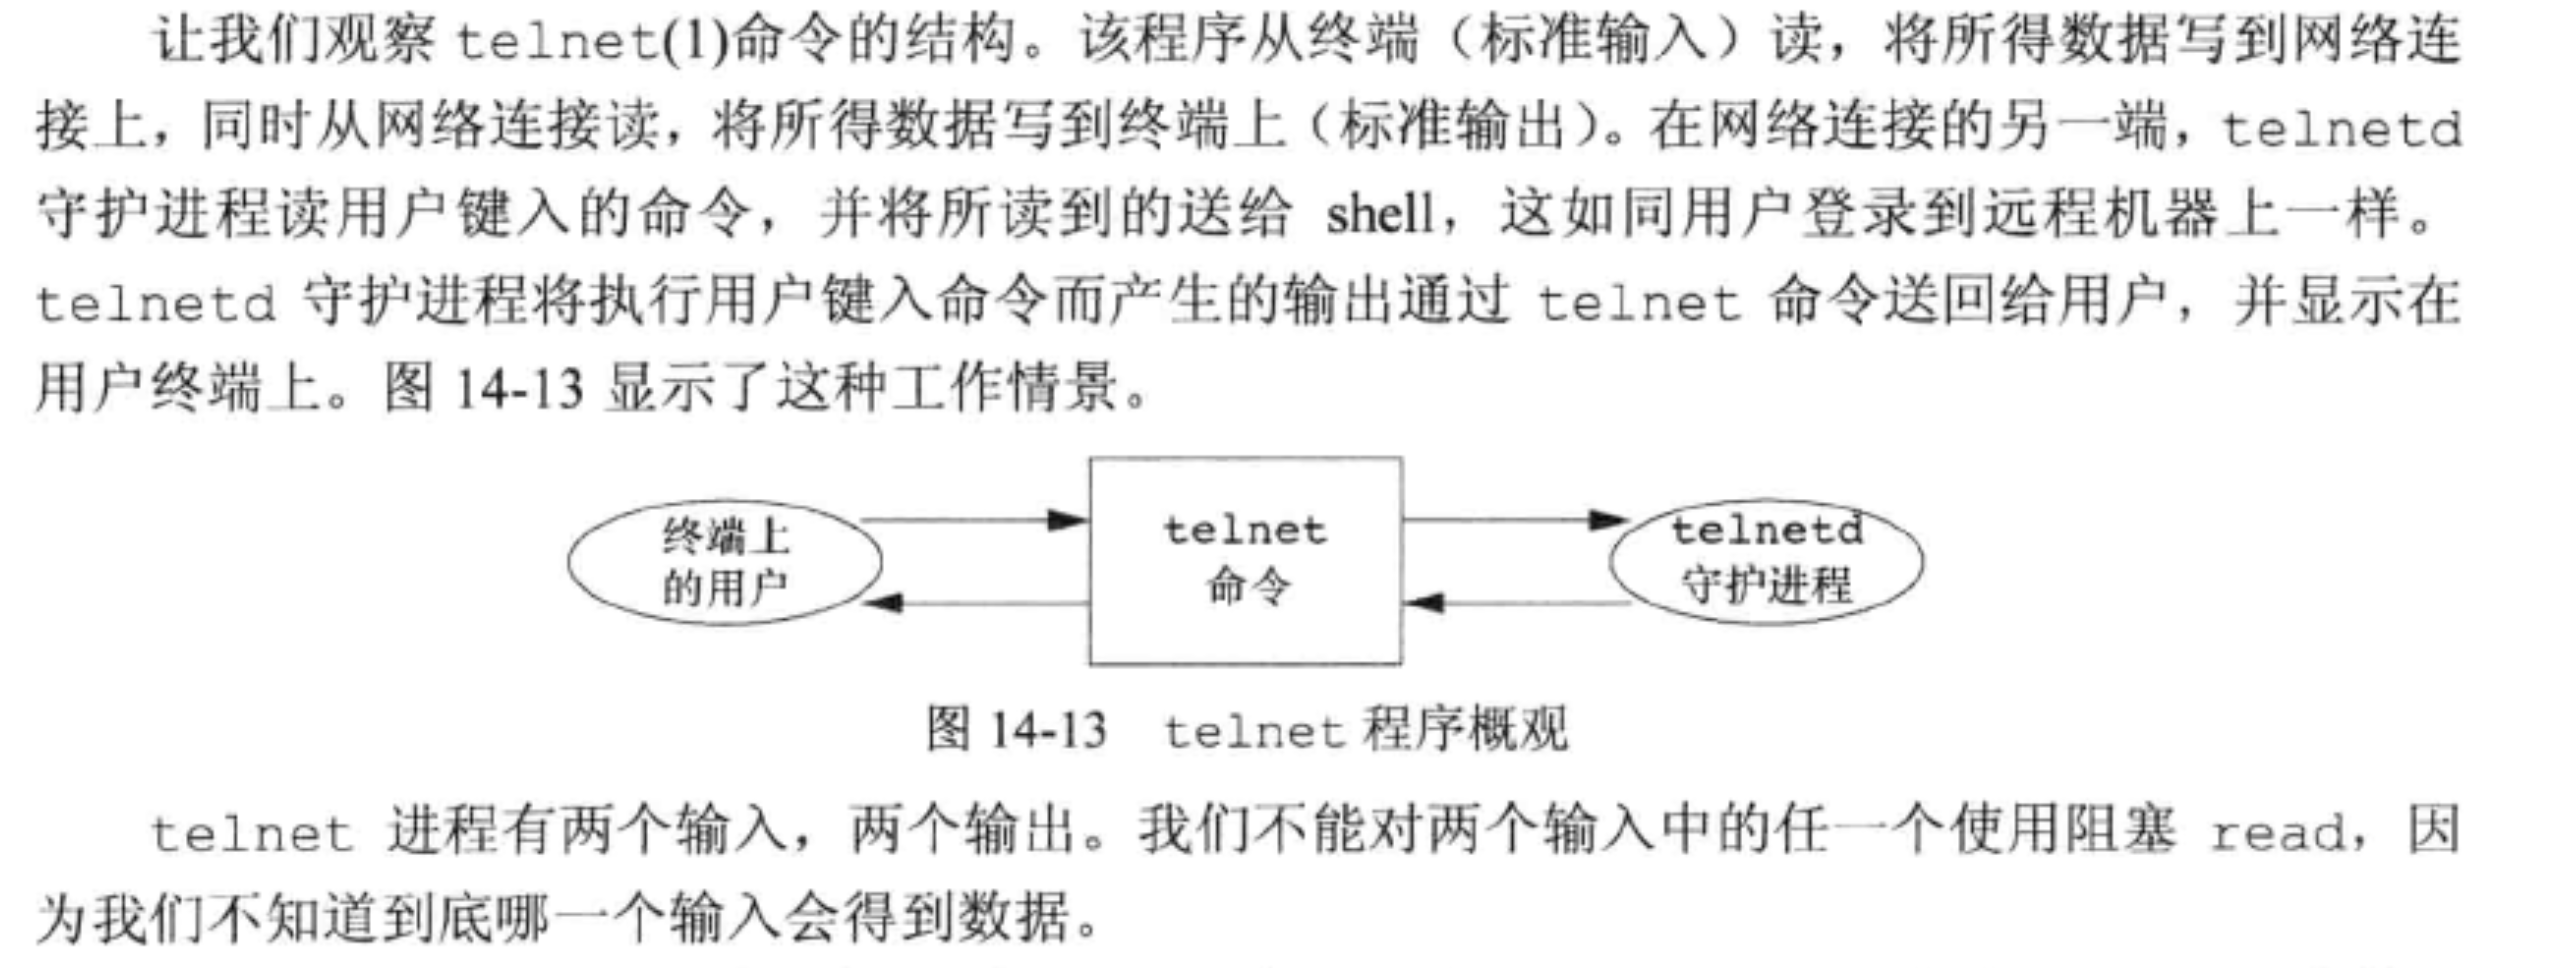 让我们观察 telnet(1)命令的结构。该程序从终端（标准输入）读，将所得数据写到网络连
接上，同时从网络连接读，将所得数据写到终端上（标准输出）。在网络连接的另一端，telnetd
守护进程读用户键入的命令，并将所读到的送给 shell，这如同用户登录到远程机器上一样。
telnetd 守护进程将执行用户键入命令而产生的输出通过 telnet 命令送回给用户，并显示在
用户终端上。图 14-13 显示了这种工作情景。
终端上
的用户
telnet
命令
telnetd
守护进程
图 14-13 telnet 程序概观
telnet 进程有两个输入，两个输出。我们不能对两个输入中的任一个使用阻塞 read，因
为我们不知道到底哪一个输入会得到数据。